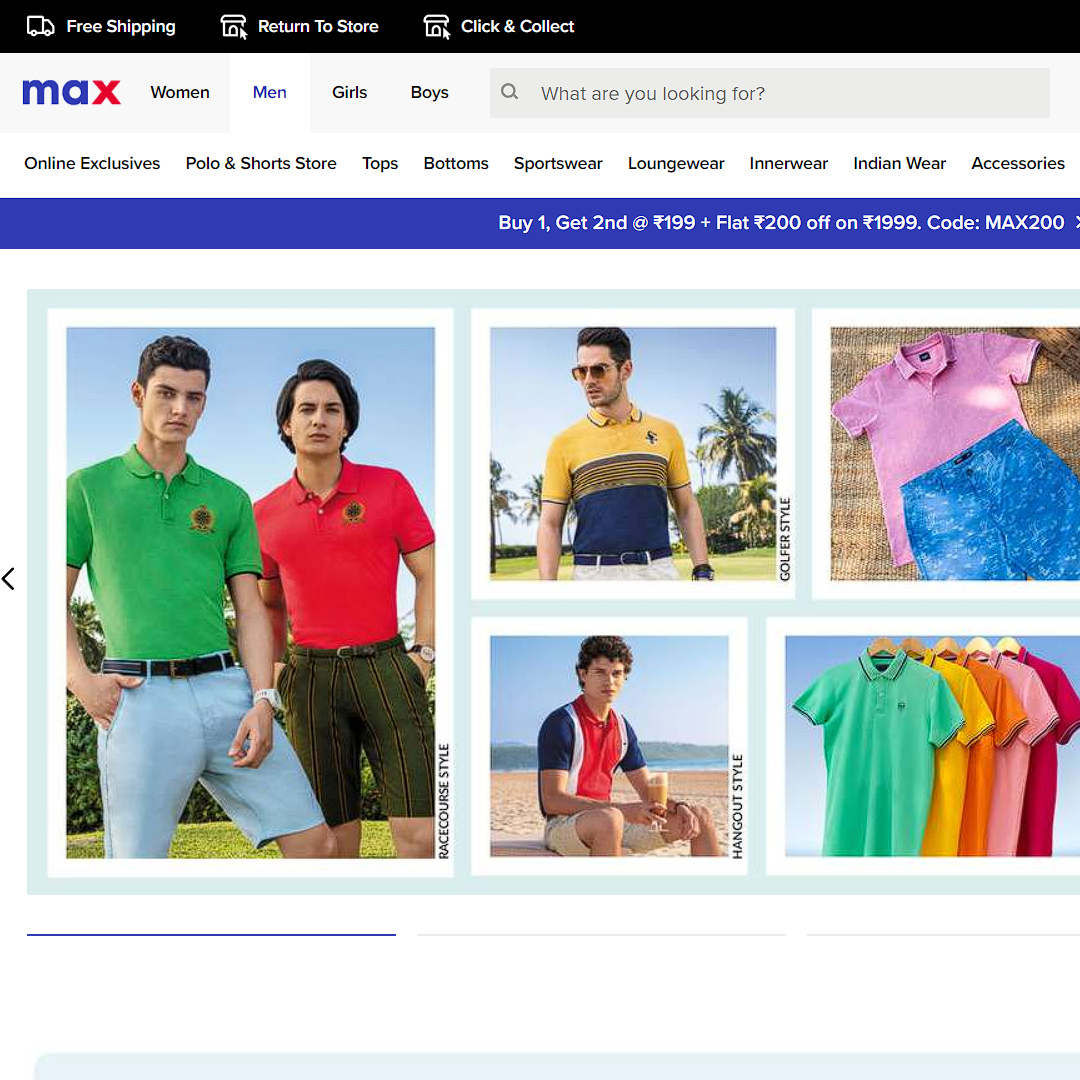 Free Shipping Return To Store Click & Collect
max Women Men Girls Boys What are you looking for?
Online Exclusives Polo & Shorts Store Tops Bottoms Sportswear Loungewear Innerwear Indian Wear Accessories
Buy 1, Get 2nd @ ₹199 + Flat ₹200 off on ₹1999. Code: MAX200
GOLFER STYLE
RACECOURSE STYLE
HANGOUT STYLE